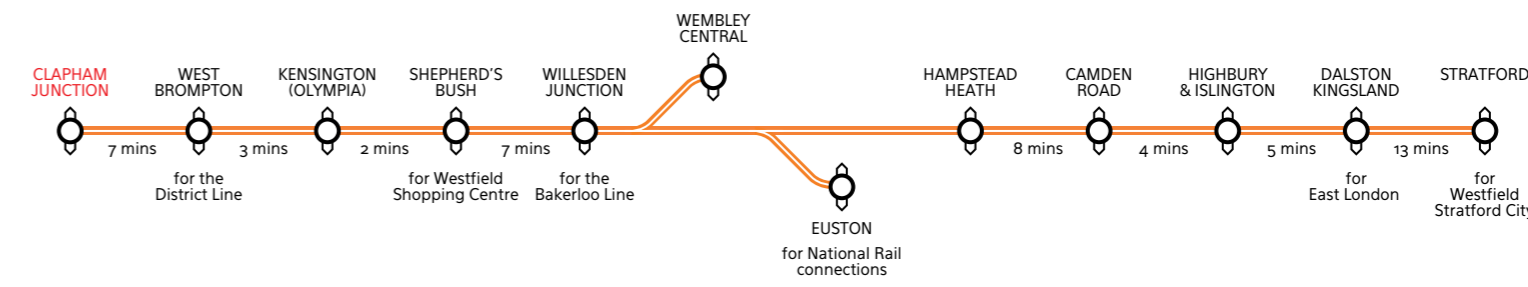 WEMBLEY
CENTRAL
CLAPHAM
JUNCTION
WEST
BROMPTON
KENSINGTON
(OLYMPIA)
SHEPHERD'S
BUSH
WILLESDEN
JUNCTION
HAMPSTEAD
HEATH
CAMDEN
ROAD
HIGHBURY
& ISLINGTON
DALSTON
KINGSLAND
STRATFORD
7 mins
3 mins
2 mins
7 mins
8 mins
4 mins
5 mins
13 mins
for the
District Line
for Westfield
Shopping Centre
for the
Bakerloo Line
for
East London
for
Westfield
Stratford City
EUSTON
for National Rail
connections